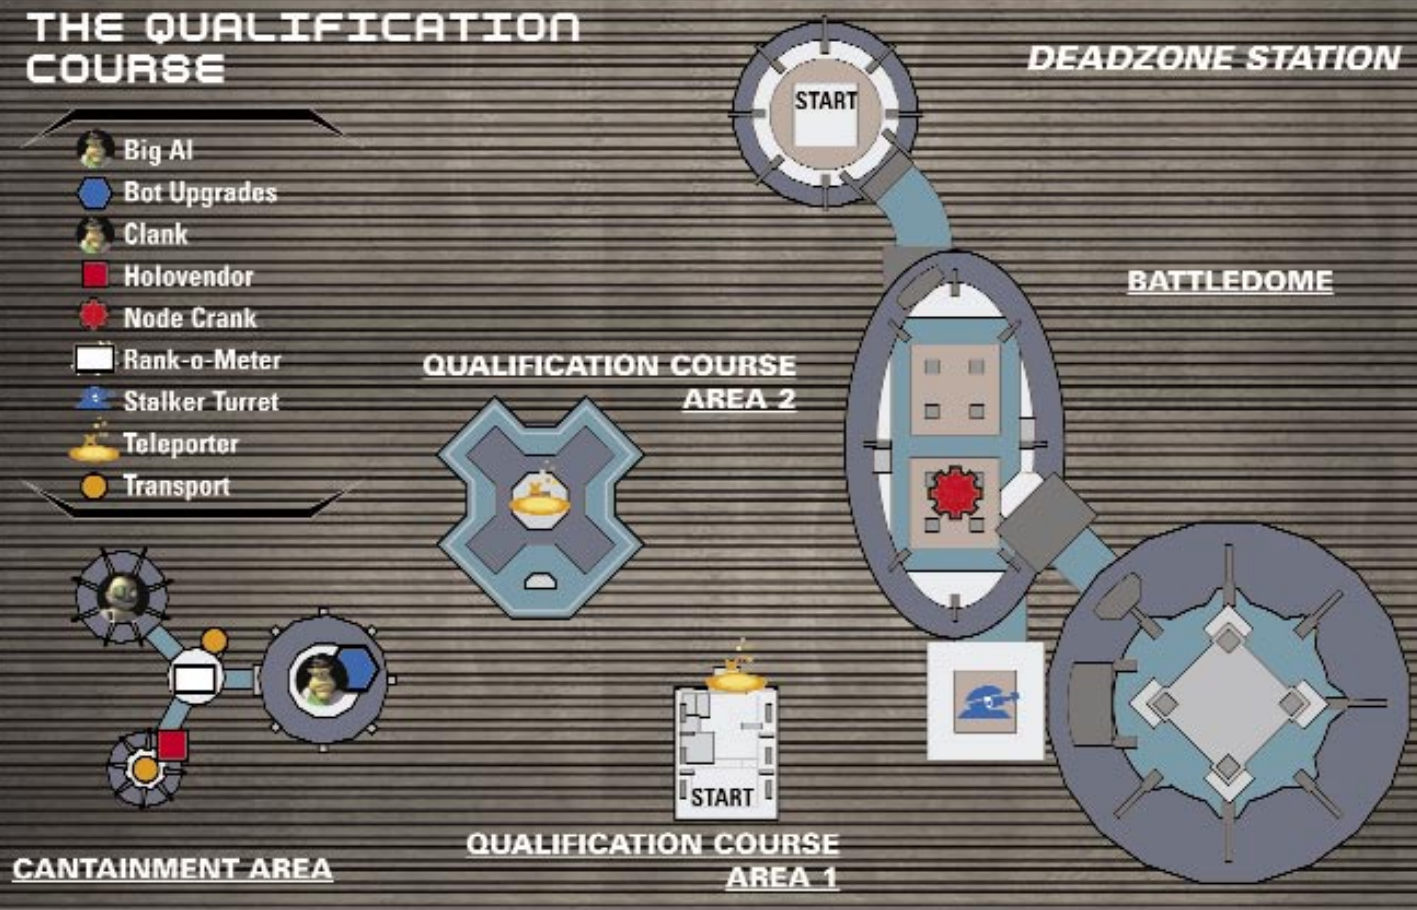 THE QUALIFICATION
COURSE
DEADZONE STATION
START
Big Al
Bot Upgrades
Clank
Holovendor
Node Crank
Rank-o-Meter
Stalker Turret
Teleporter
Transport
BATTLEDOME
QUALIFICATION COURSE
AREA 2
START
QUALIFICATION COURSE
AREA 1
CANTAINMENT AREA